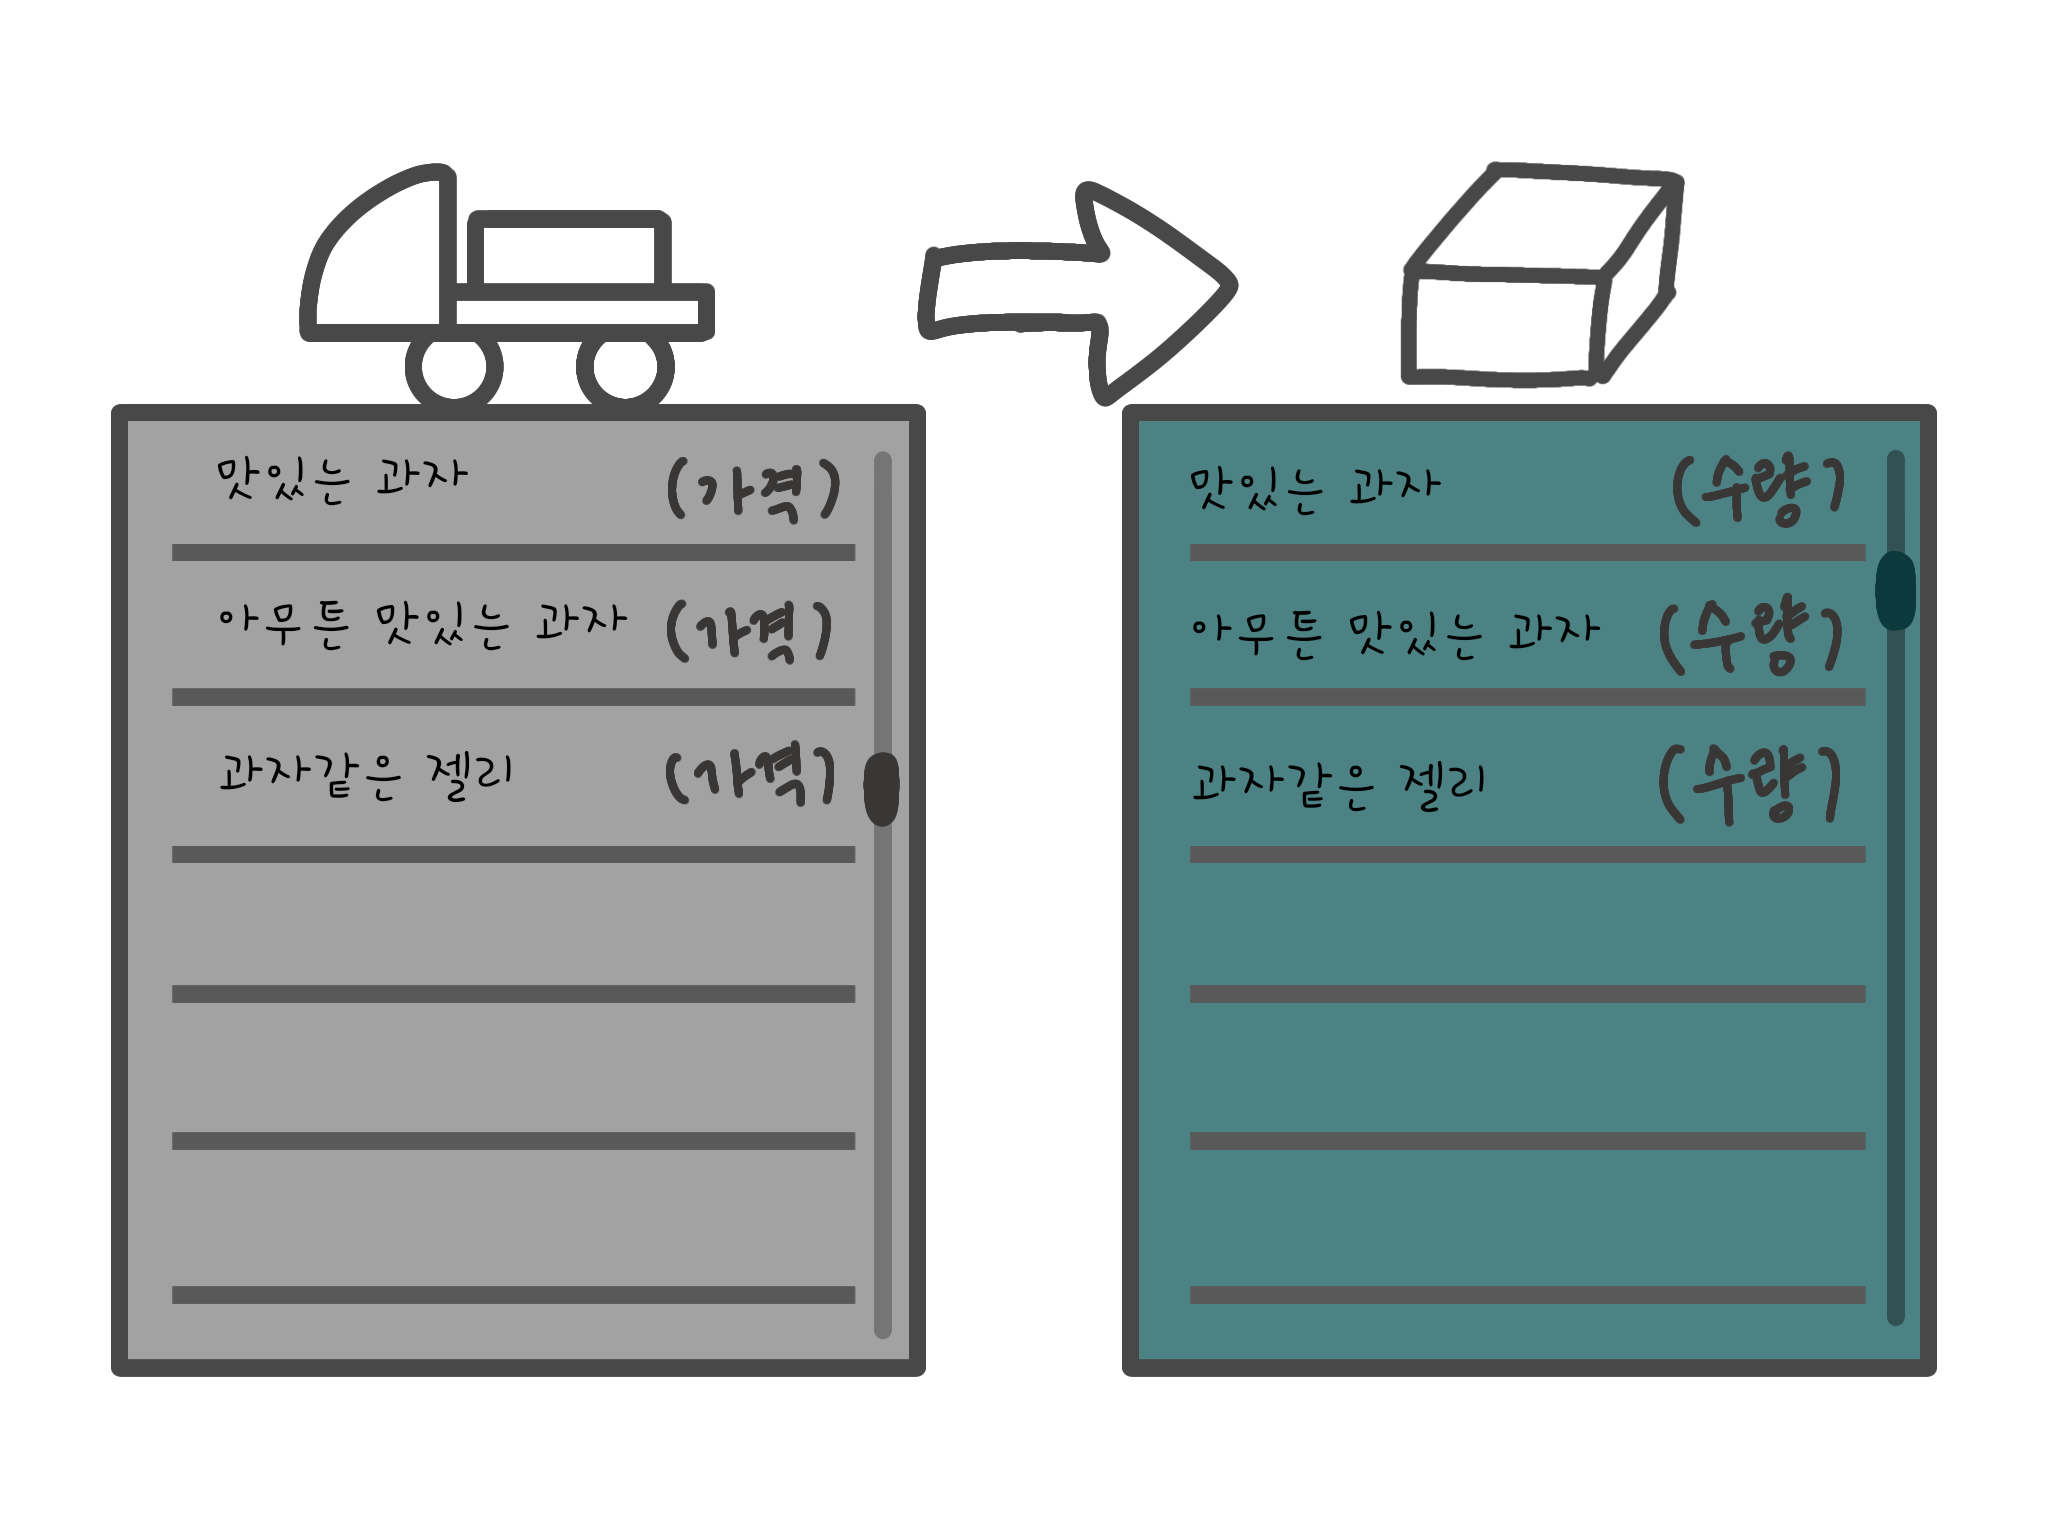 맛있는 과자 (가격)
아무튼 맛있는 과자 (가격)
과자같은 젤리 (가격)
맛있는 과자 (수량)
아무튼 맛있는 과자 (수량)
과자같은 젤리 (수량)